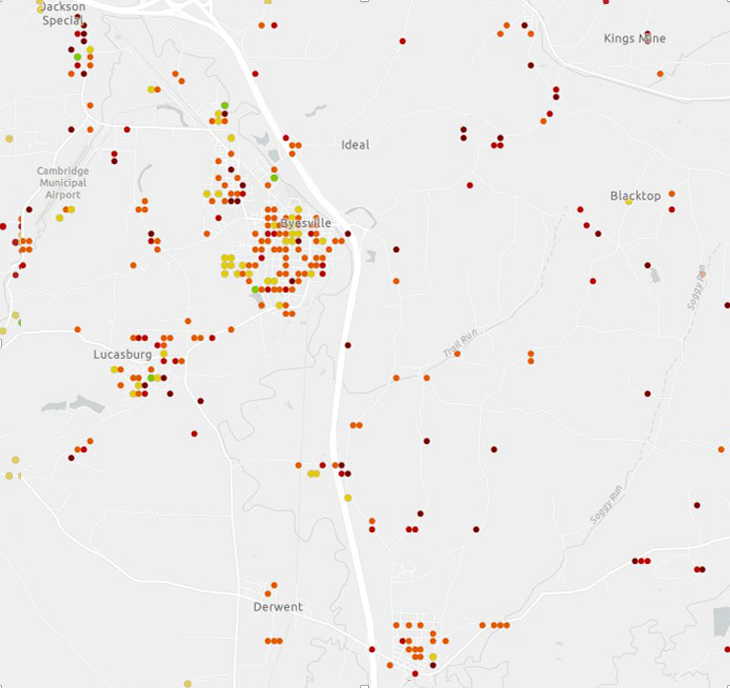 Jackson
Special
Kings Mine
Ideal
Cambridge
Municipal
Airport
Blacktop
Byesville
Soggy Run
Trail Run
Lucasburg
Soggy Run
Derwent